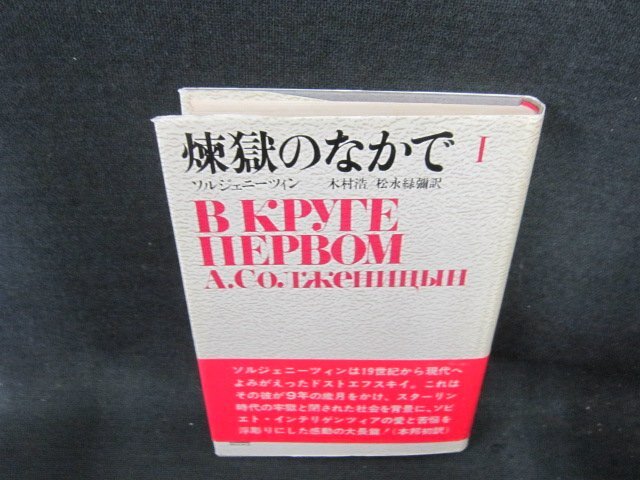 煉獄のなかで I
ソルジェニーツィン 木村浩/松永緑彌訳
В КРУГЕ
ПЕРВОМ
А.Солженицын
ソルジェニーツィンは19世紀から現代へ
よみがえったドストエフスキイ。これは
その彼が9年の歳月をかけ、スターリン
時代の牢獄と閉された社会を背景に、ソビ
エト・インテリゲンツィアの愛と苦悩を
浮彫りにした感動の大長篇!(本邦初訳)